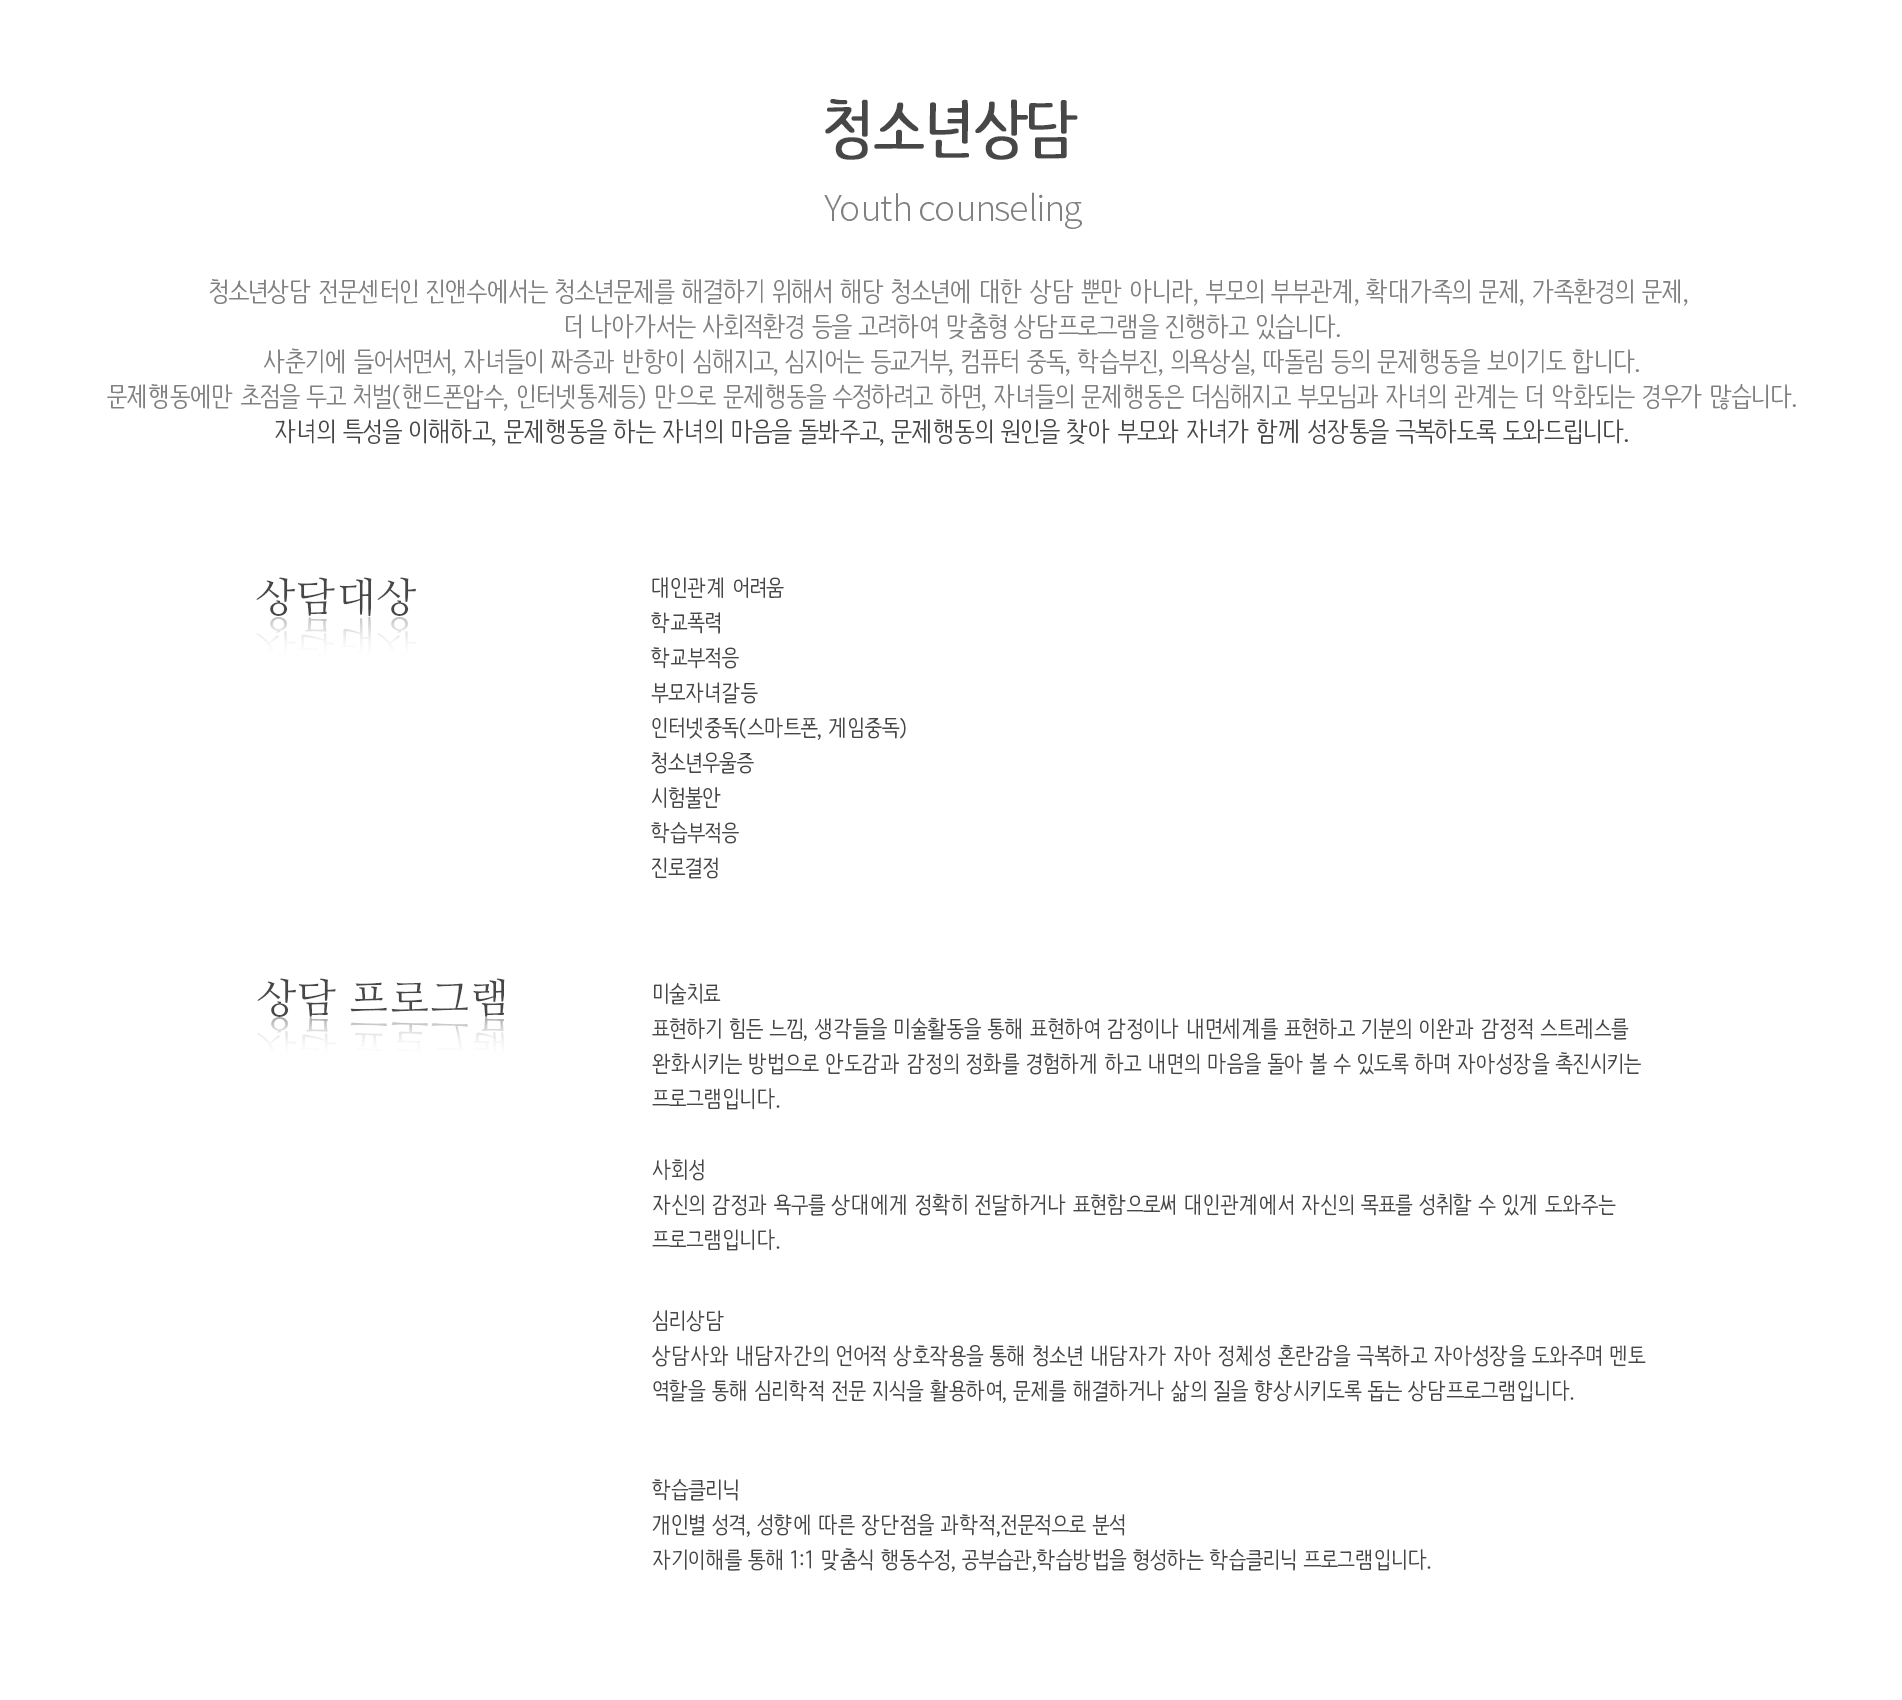 청소년상담
Youth counseling
청소년상담 전문센터인 진앤수에서는 청소년문제를 해결하기 위해서 해당 청소년에 대한 상담 뿐만 아니라, 부모의 부부관계, 확대가족의 문제, 가족환경의 문제,
더 나아가서는 사회적환경 등을 고려하여 맞춤형 상담프로그램을 진행하고 있습니다.
사춘기에 들어서면서, 자녀들이 짜증과 반항이 심해지고, 심지어는 등교거부, 컴퓨터 중독, 학습부진, 의욕상실, 따돌림 등의 문제행동을 보이기도 합니다.
문제행동에만 초점을 두고 처벌(핸드폰압수, 인터넷통제등) 만으로 문제행동을 수정하려고 하면, 자녀들의 문제행동은 더심해지고 부모님과 자녀의 관계는 더 악화되는 경우가 많습니다.
자녀의 특성을 이해하고, 문제행동을 하는 자녀의 마음을 돌봐주고, 문제행동의 원인을 찾아 부모와 자녀가 함께 성장통을 극복하도록 도와드립니다.
상담대상
대인관계 어려움
학교폭력
학교부적응
부모자녀갈등
인터넷중독(스마트폰, 게임중독)
청소년우울증
시험불안
학습부적응
진로결정
상담 프로그램
미술치료
표현하기 힘든 느낌, 생각들을 미술활동을 통해 표현하여 감정이나 내면세계를 표현하고 기분의 이완과 감정적 스트레스를
완화시키는 방법으로 안도감과 감정의 정화를 경험하게 하고 내면의 마음을 돌아 볼 수 있도록 하며 자아성장을 촉진시키는
프로그램입니다.
사회성
자신의 감정과 욕구를 상대에게 정확히 전달하거나 표현함으로써 대인관계에서 자신의 목표를 성취할 수 있게 도와주는
프로그램입니다.
심리상담
상담사와 내담자간의 언어적 상호작용을 통해 청소년 내담자가 자아 정체성 혼란감을 극복하고 자아성장을 도와주며 멘토
역할을 통해 심리학적 전문 지식을 활용하여, 문제를 해결하거나 삶의 질을 향상시키도록 돕는 상담프로그램입니다.
학습클리닉
개인별 성격, 성향에 따른 장단점을 과학적,전문적으로 분석
자기이해를 통해 1:1 맞춤식 행동수정, 공부습관,학습방법을 형성하는 학습클리닉 프로그램입니다.